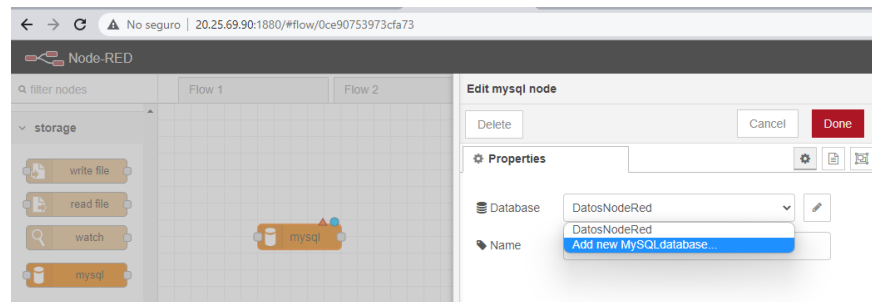 No seguro | 20.25.69.90:1880/#flow/0ce90753973cfa73
Node-RED
filter nodes
Flow 1
Flow 2
Edit mysql node
Delete
Cancel
Done
storage
Properties
write file
read file
watch
mysql
mysql
Database
DatosNodeRed
DatosNodeRed
Add new MySQLdatabase...
Name